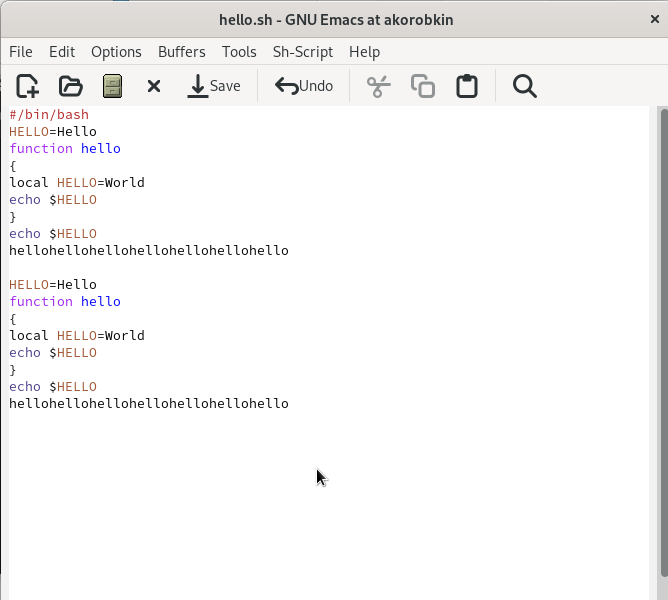 hello.sh - GNU Emacs at akorobkin
File Edit Options Buffers Tools Sh-Script Help
Save Undo
#/bin/bash
HELLO=Hello
function hello
{
local HELLO=World
echo $HELLO
}
echo $HELLO
hellohellohellohellohellohellohello

HELLO=Hello
function hello
{
local HELLO=World
echo $HELLO
}
echo $HELLO
hellohellohellohellohellohellohello